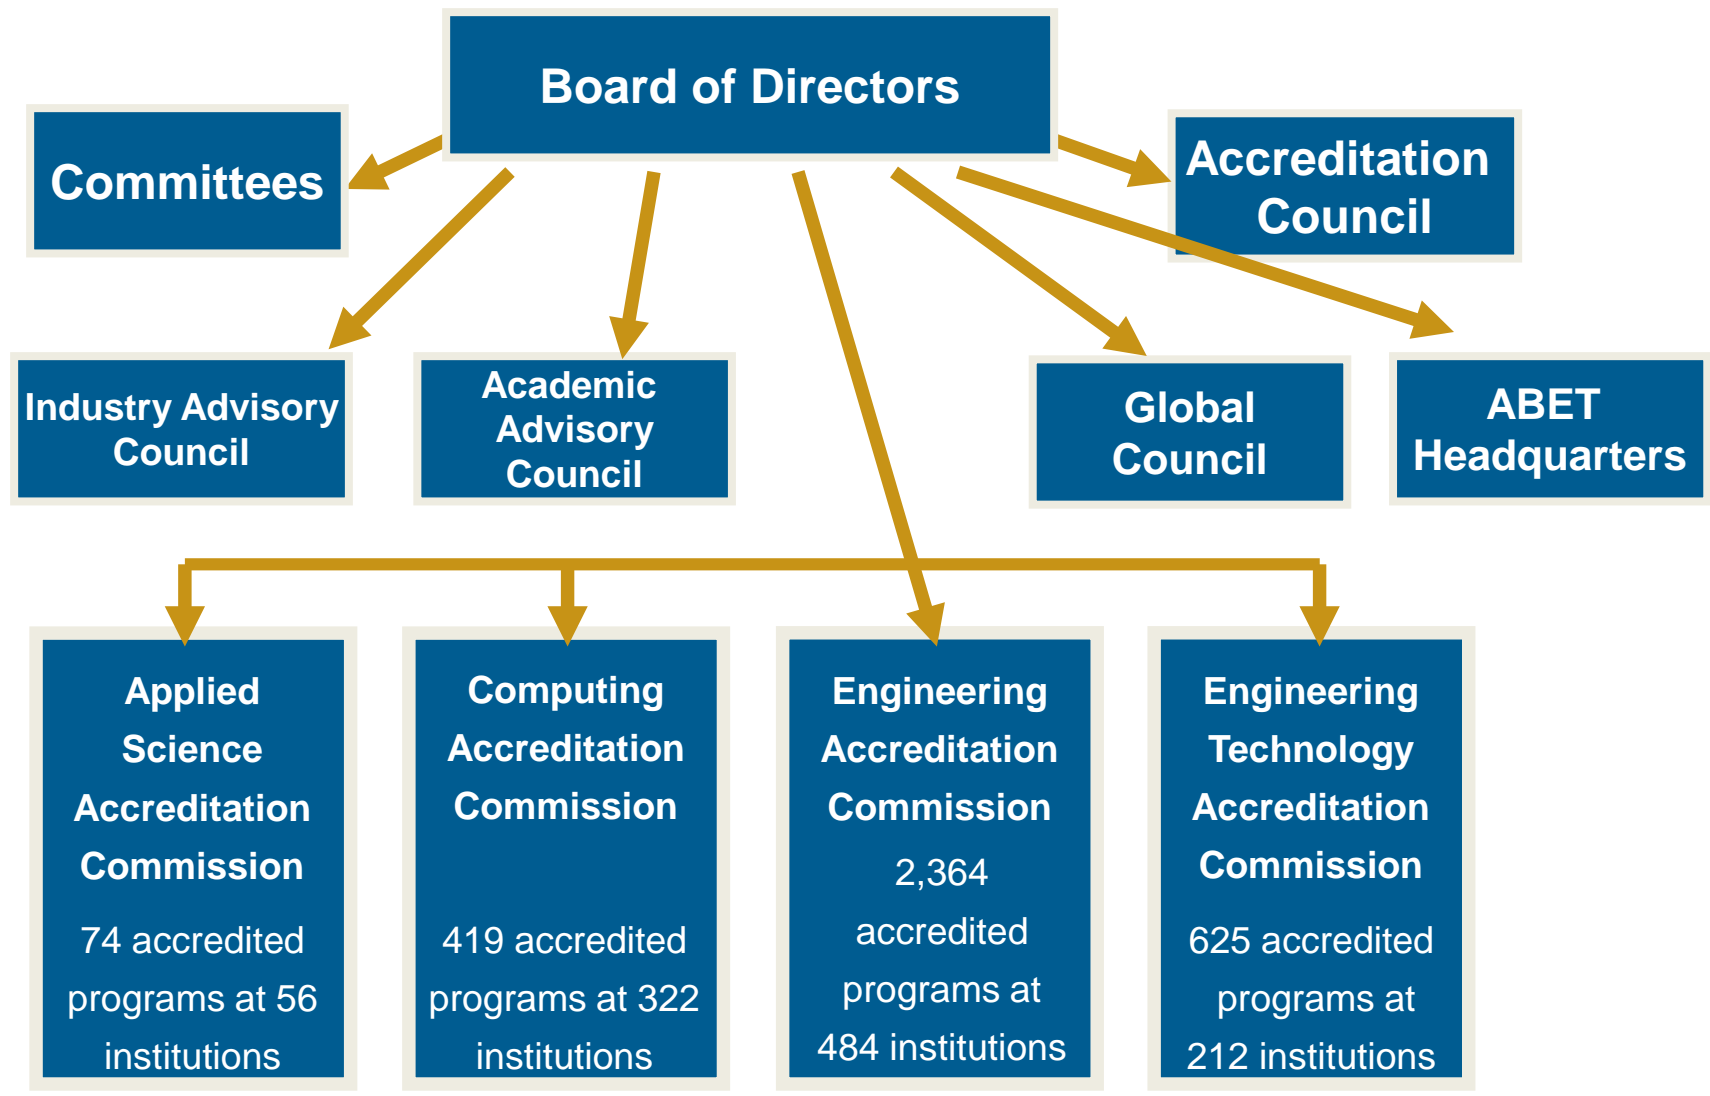 Board of Directors
Committees
Accreditation
Council
Industry Advisory
Council
Academic
Advisory
Council
Global
Council
ABET
Headquarters
Applied
Science
Accreditation
Commission
74 accredited
programs at 56
institutions
Computing
Accreditation
Commission
419 accredited
programs at 322
institutions
Engineering
Accreditation
Commission
2,364
accredited
programs at
484 institutions
Engineering
Technology
Accreditation
Commission
625 accredited
programs at
212 institutions